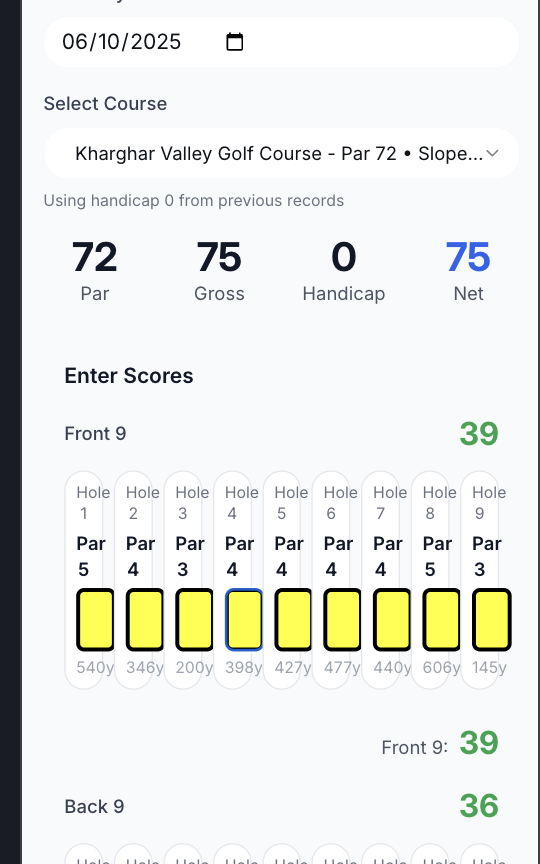 06/10/2025
Select Course
Kharghar Valley Golf Course - Par 72 • Slope...
Using handicap 0 from previous records
72 75 0 75
Par Gross Handicap Net
Enter Scores
Front 9 39
Hole Hole Hole Hole Hole Hole Hole Hole Hole
1 2 3 4 5 6 7 8 9
Par Par Par Par Par Par Par Par Par
5 4 3 4 4 4 4 5 3
540y 346y 200y 398y 427y 477y 440y 606y 145y
Front 9: 39
Back 9 36